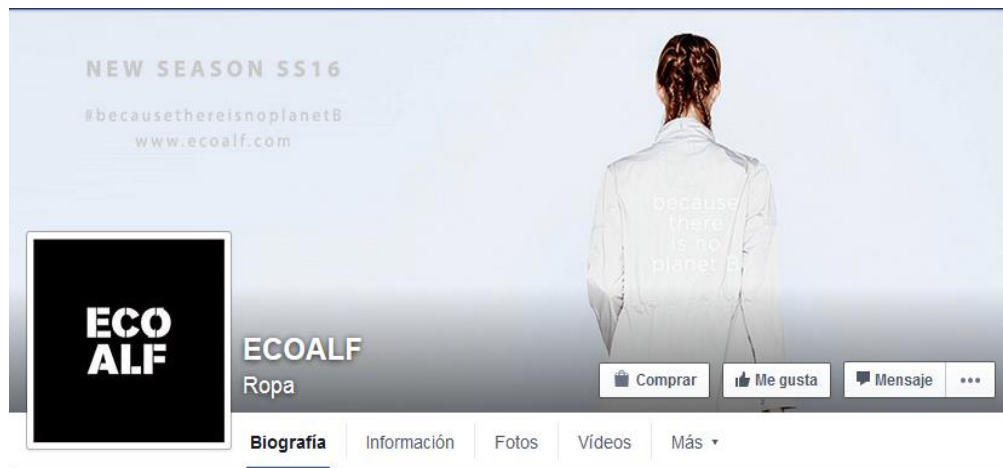 NEW SEASON SS16
#becausethereisnoplanetB
www.ecoalf.com
because
there
is no
planet B
ECO
ALF
ECOALF
Ropa
Comprar
Me gusta
Mensaje
Biografía
Información
Fotos
Vídeos
Más